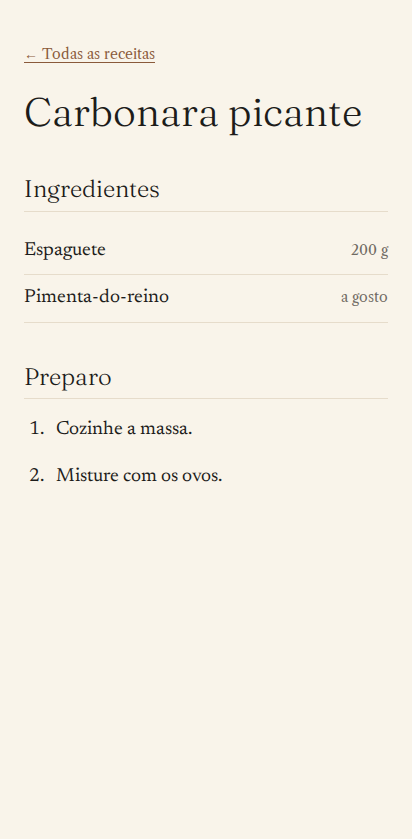 ← Todas as receitas
Carbonara picante
Ingredientes
Espaguete 200 g
Pimenta-do-reino a gosto
Preparo
1. Cozinhe a massa.
2. Misture com os ovos.